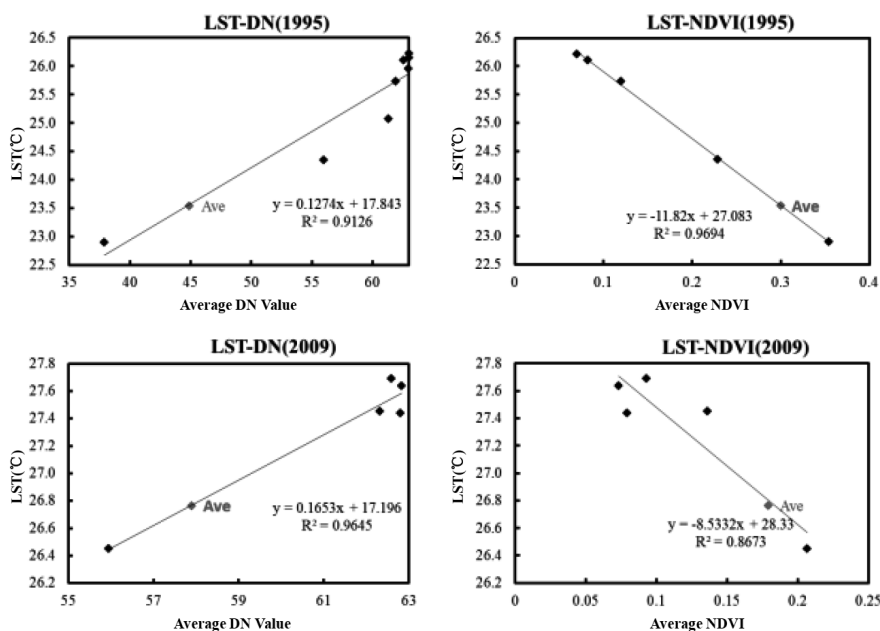 LST-DN(1995)
LST(℃)
26.5
26.0
25.5
25.0
24.5
24.0
23.5
23.0
22.5
Ave
y = 0.1274x + 17.843
R² = 0.9126
35 40 45 50 55 60
Average DN Value
LST-NDVI(1995)
LST(℃)
26.5
26.0
25.5
25.0
24.5
24.0
23.5
23.0
22.5
Ave
y = -11.82x + 27.083
R² = 0.9694
0 0.1 0.2 0.3 0.4
Average NDVI
LST-DN(2009)
LST(℃)
27.8
27.6
27.4
27.2
27.0
26.8
26.6
26.4
26.2
Ave
y = 0.1653x + 17.196
R² = 0.9645
55 57 59 61 63
Average DN Value
LST-NDVI(2009)
LST(℃)
27.8
27.6
27.4
27.2
27.0
26.8
26.6
26.4
26.2
Ave
y = -8.5332x + 28.33
R² = 0.8673
0 0.05 0.1 0.15 0.2 0.25
Average NDVI